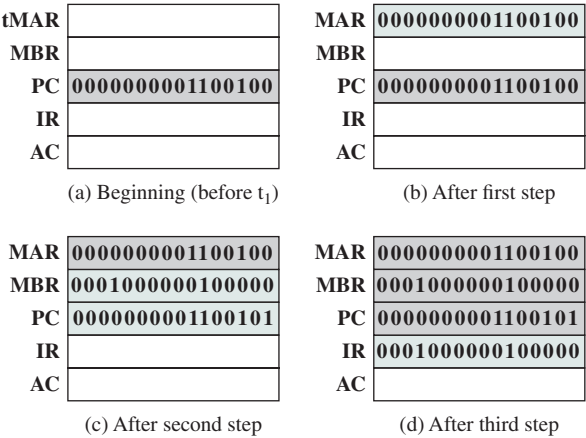 tMAR
MBR
PC 0000000001100100
IR
AC
(a) Beginning (before t₁)
MAR 0000000001100100
MBR
PC 0000000001100100
IR
AC
(b) After first step
MAR 0000000001100100
MBR 0001000000100000
PC 0000000001100101
IR
AC
(c) After second step
MAR 0000000001100100
MBR 0001000000100000
PC 0000000001100101
IR 0001000000100000
AC
(d) After third step